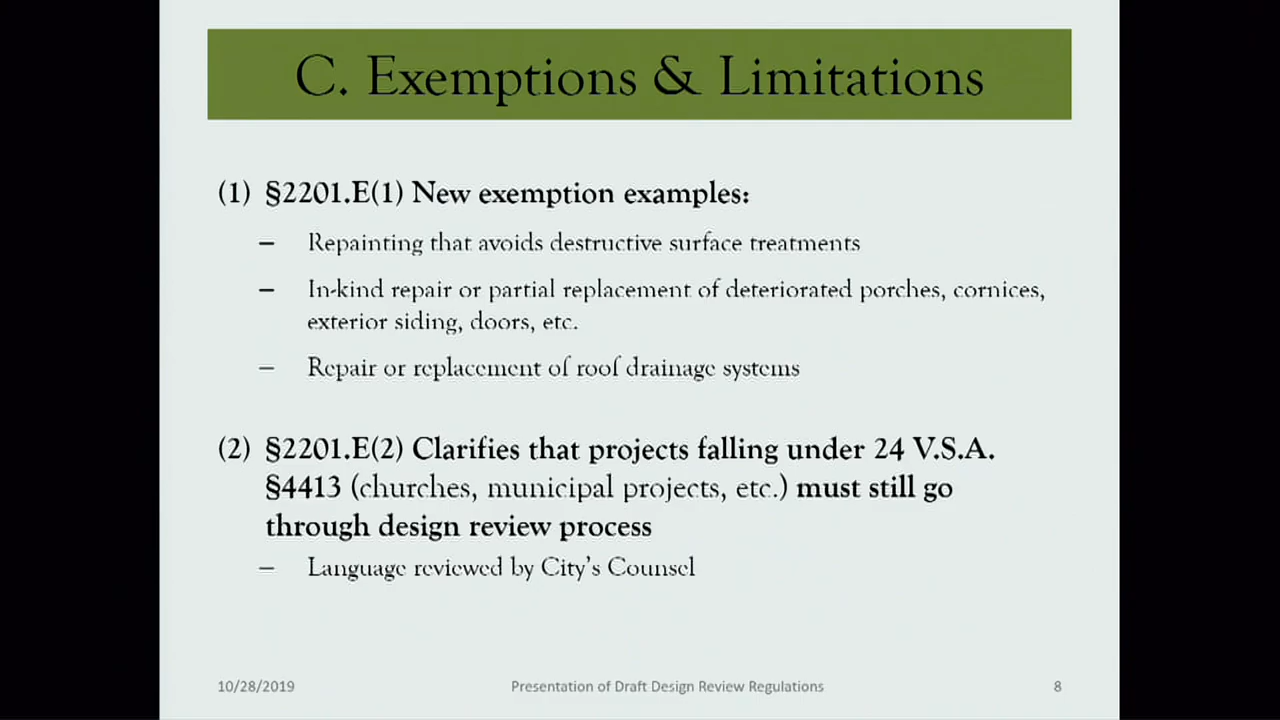 C. Exemptions & Limitations
(1) §2201.E(1) New exemption examples:
– Repainting that avoids destructive surface treatments
– In-kind repair or partial replacement of deteriorated porches, cornices,
exterior siding, doors, etc.
– Repair or replacement of roof drainage systems
(2) §2201.E(2) Clarifies that projects falling under 24 V.S.A.
§4413 (churches, municipal projects, etc.) must still go
through design review process
– Language reviewed by City's Counsel
10/28/2019 Presentation of Draft Design Review Regulations 8